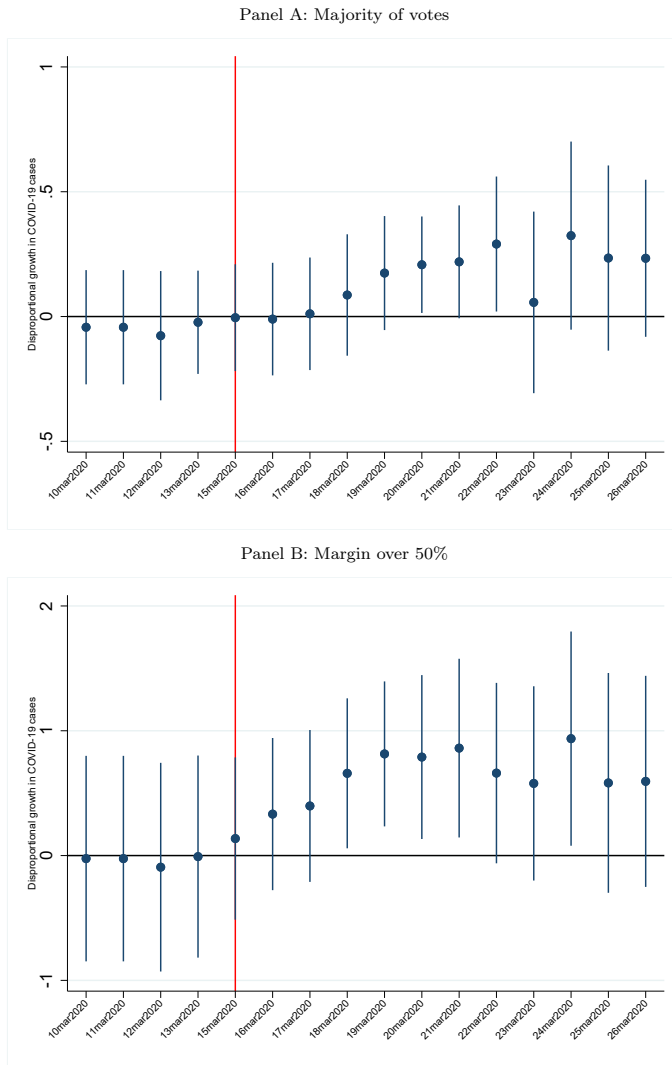 Panel A: Majority of votes
Disproportional growth in COVID-19 cases
1
.5
0
-.5
10mar2020
11mar2020
12mar2020
13mar2020
15mar2020
16mar2020
17mar2020
18mar2020
19mar2020
20mar2020
21mar2020
22mar2020
23mar2020
24mar2020
25mar2020
26mar2020
Panel B: Margin over 50%
Disproportional growth in COVID-19 cases
2
1
0
-1
10mar2020
11mar2020
12mar2020
13mar2020
15mar2020
16mar2020
17mar2020
18mar2020
19mar2020
20mar2020
21mar2020
22mar2020
23mar2020
24mar2020
25mar2020
26mar2020